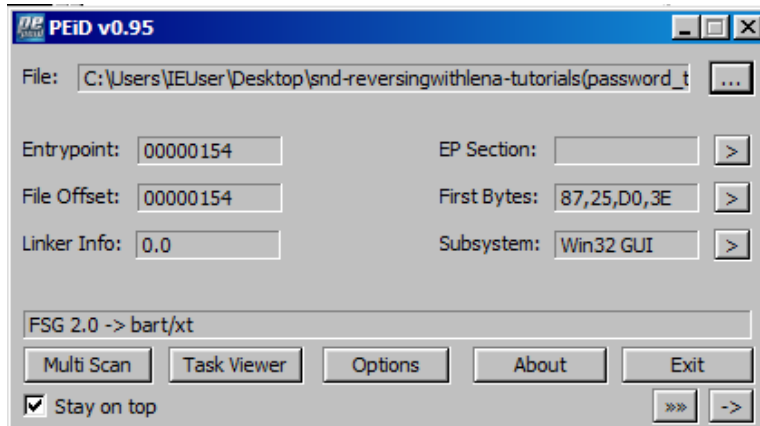 PEiD v0.95
File: C:\Users\IEUser\Desktop\snd-reversingwithlena-tutorials(password_t ...
Entrypoint: 00000154 EP Section: >
File Offset: 00000154 First Bytes: 87,25,D0,3E >
Linker Info: 0.0 Subsystem: Win32 GUI >
FSG 2.0 -> bart/xt
Multi Scan Task Viewer Options About Exit
Stay on top »» ->